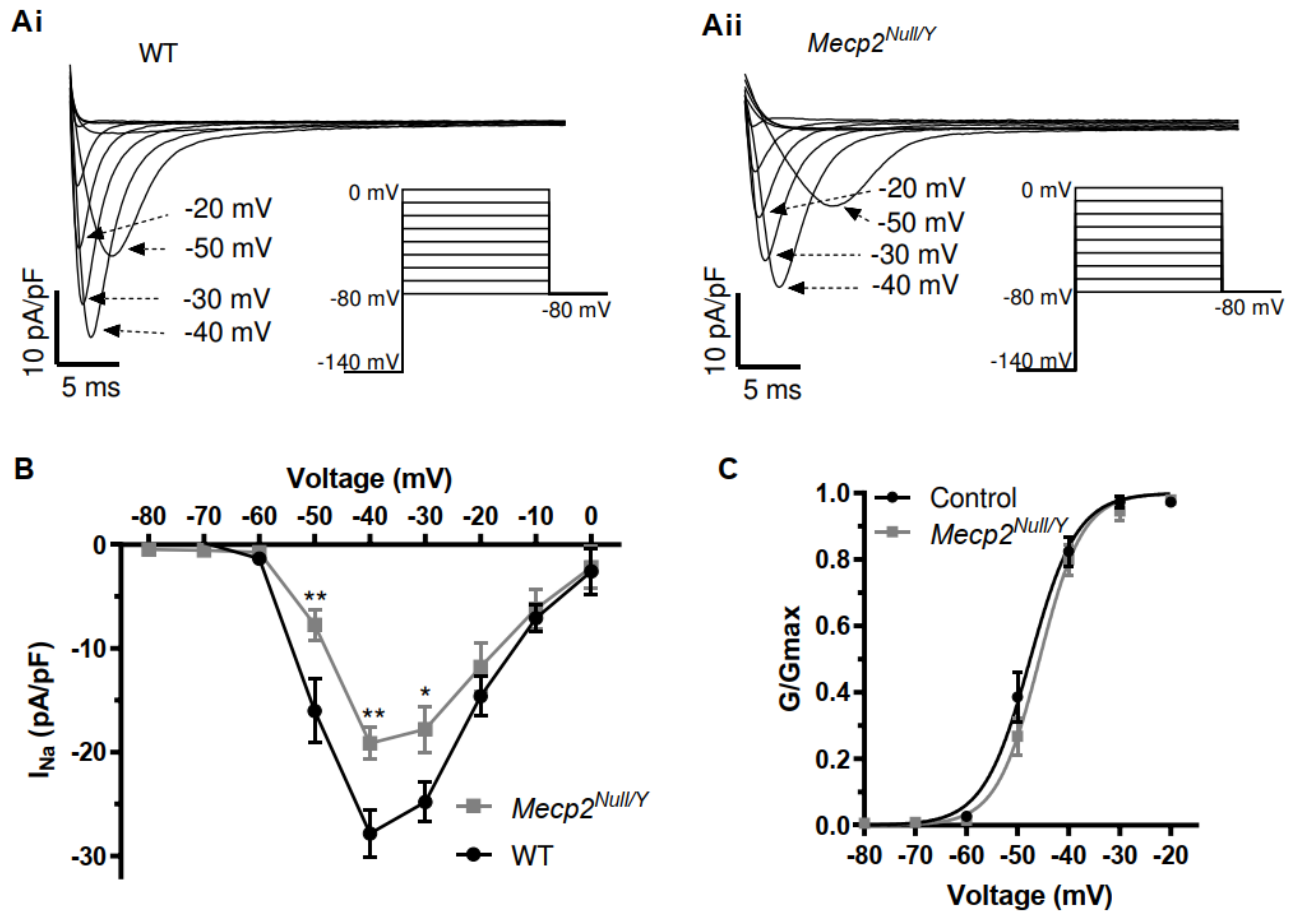 Ai
WT
-20 mV
-50 mV
-30 mV
-40 mV
10 pA/pF
5 ms
0 mV
-80 mV
-80 mV
-140 mV
Aii
Mecp2Null/Y
-20 mV
-50 mV
-30 mV
-40 mV
10 pA/pF
5 ms
0 mV
-80 mV
-80 mV
-140 mV
B
Voltage (mV)
-80 -70 -60 -50 -40 -30 -20 -10 0
0
-10
-20
-30
INa (pA/pF)
**
**
*
Mecp2Null/Y
WT
C
Control
Mecp2Null/Y
1.0
0.8
0.6
0.4
0.2
0.0
G/Gmax
-80 -70 -60 -50 -40 -30 -20
Voltage (mV)